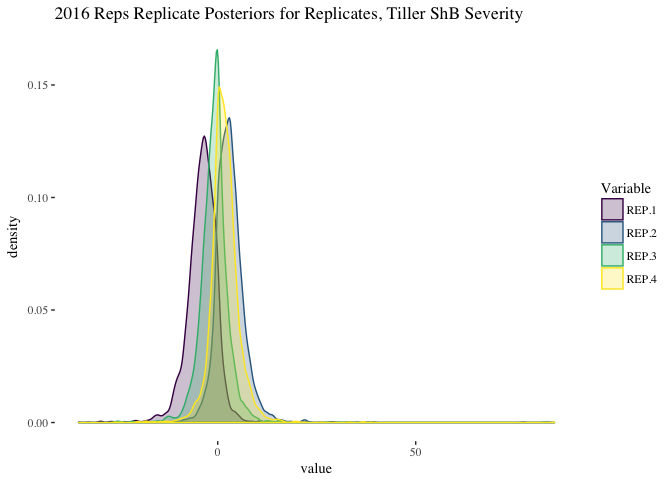 2016 Reps Replicate Posteriors for Replicates, Tiller ShB Severity
0.15
0.10
0.05
0.00
density
0
50
value
Variable
REP.1
REP.2
REP.3
REP.4